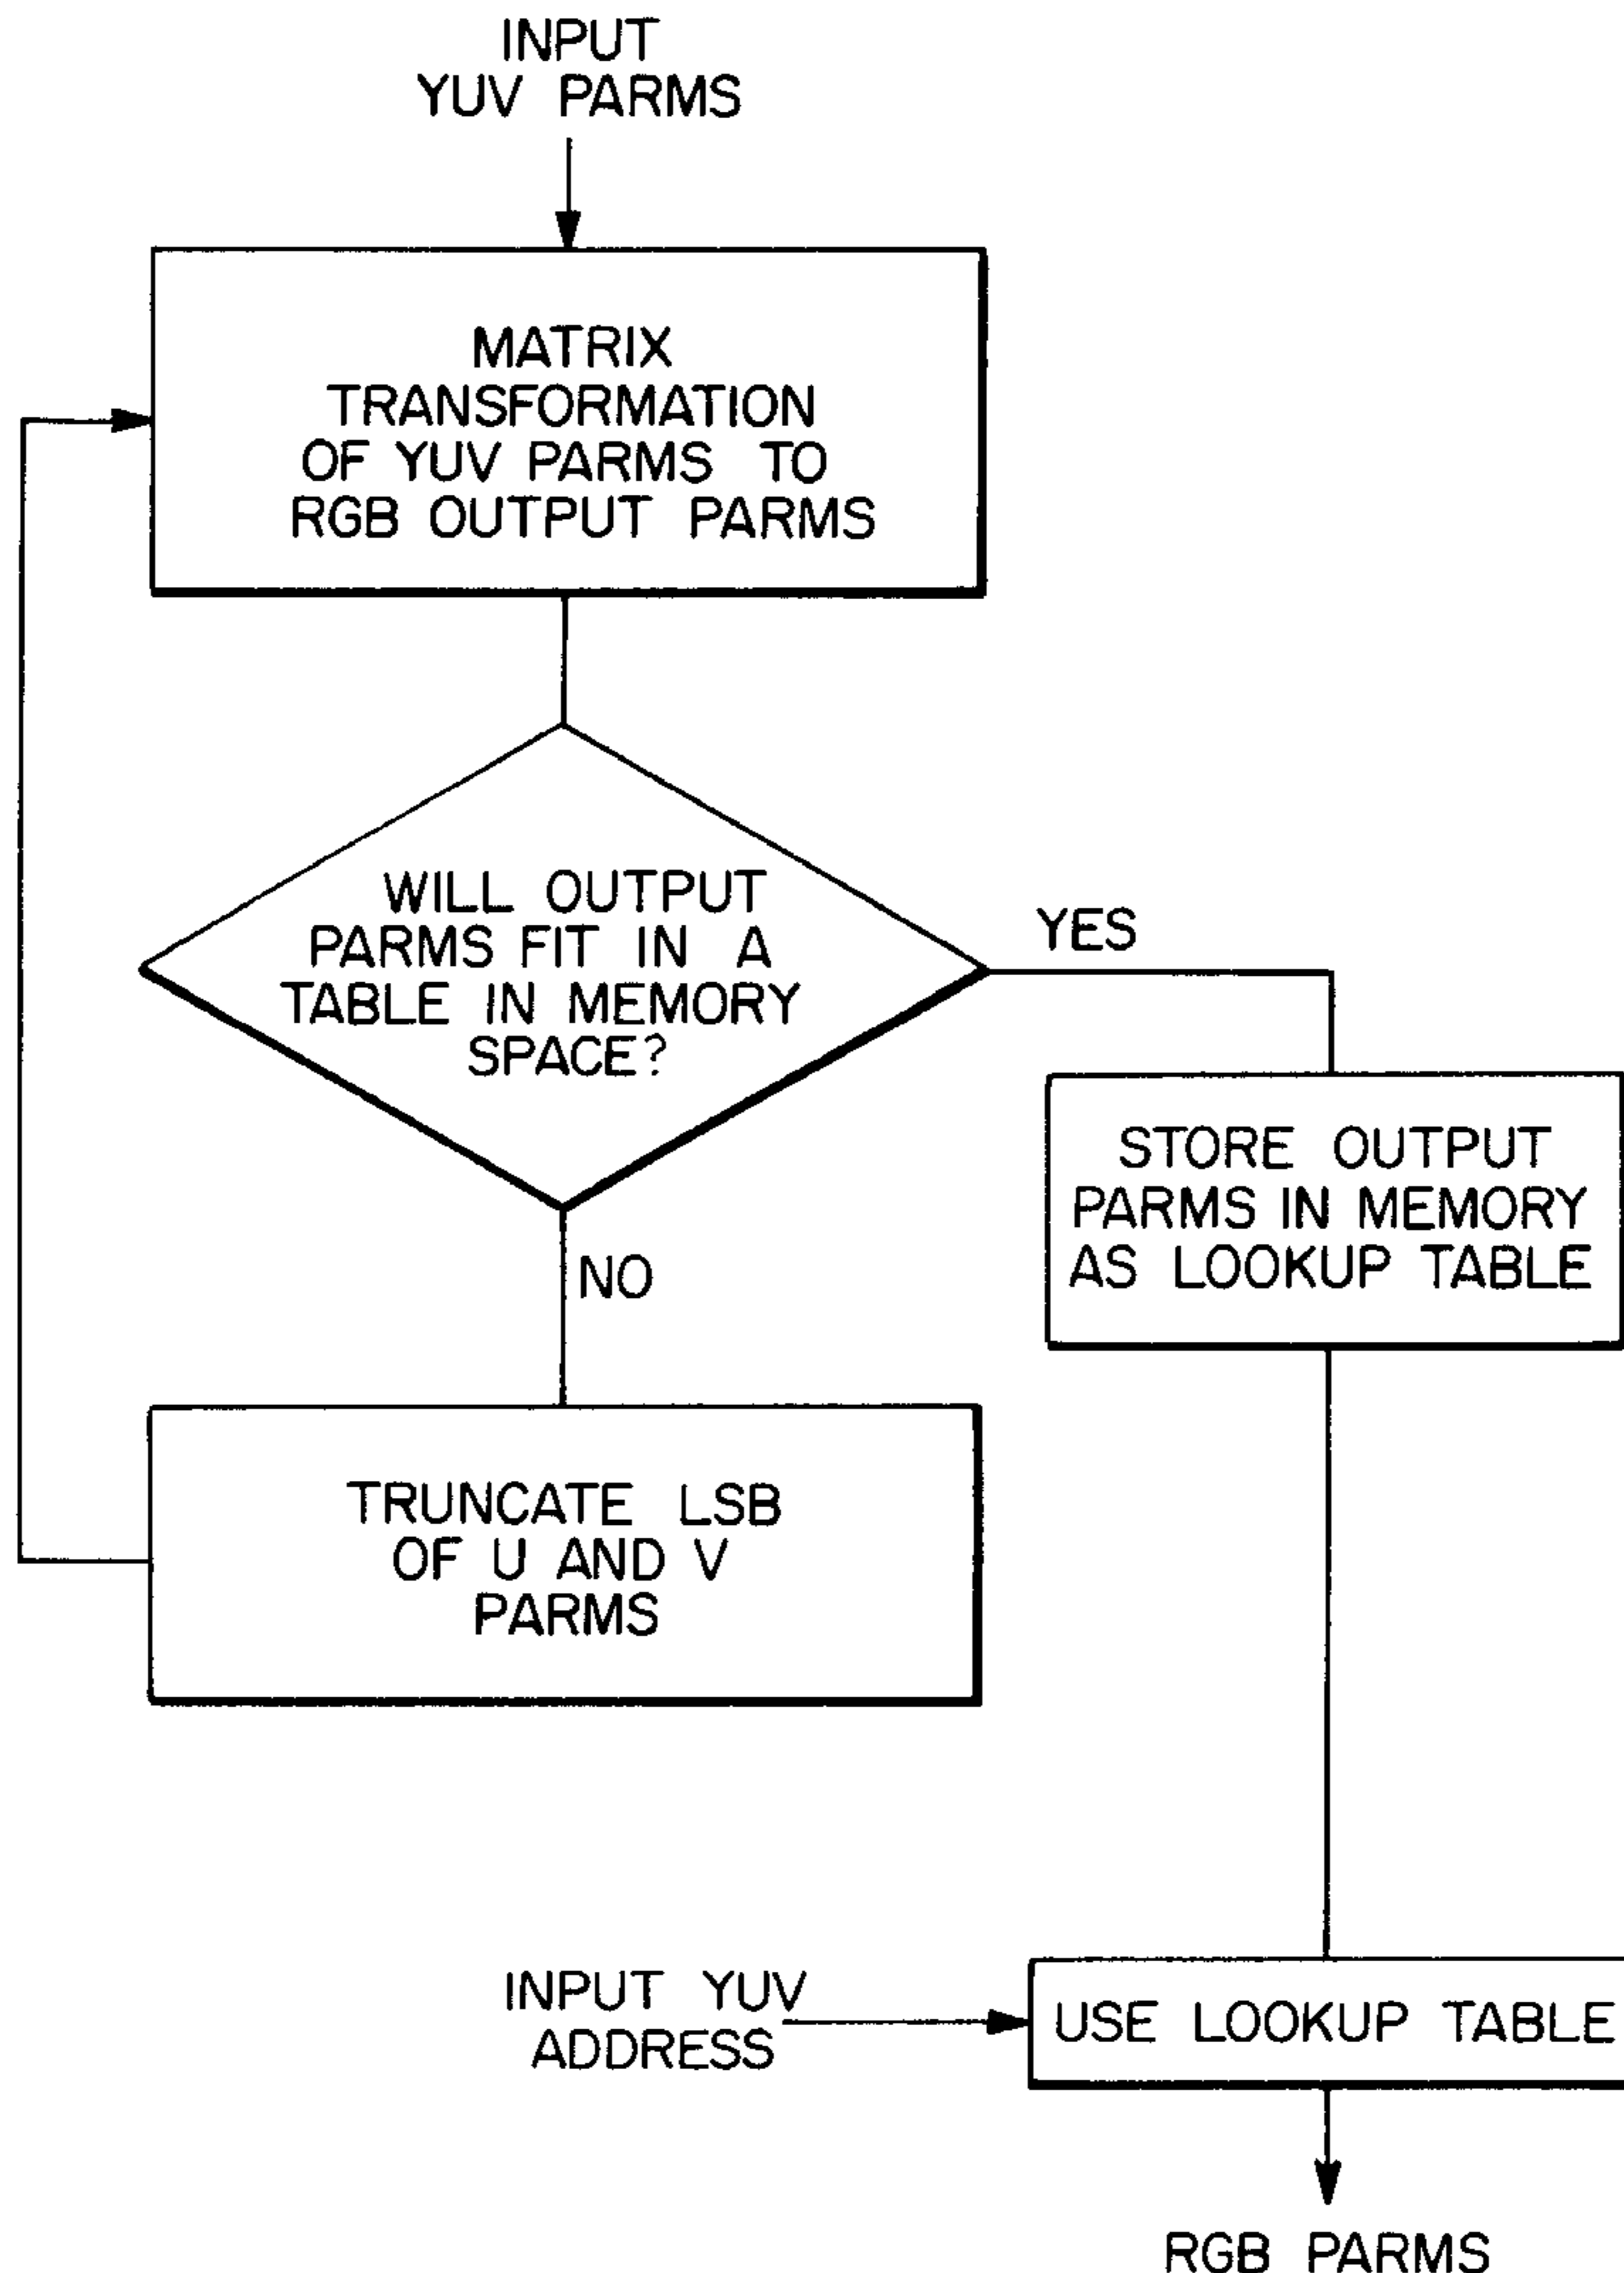 INPUT
YUV PARMS
MATRIX
TRANSFORMATION
OF YUV PARMS TO
RGB OUTPUT PARMS
WILL OUTPUT
PARMS FIT IN A
TABLE IN MEMORY
SPACE?
YES
STORE OUTPUT
PARMS IN MEMORY
AS LOOKUP TABLE
NO
TRUNCATE LSB
OF U AND V
PARMS
INPUT YUV
ADDRESS
USE LOOKUP TABLE
RGB PARMS